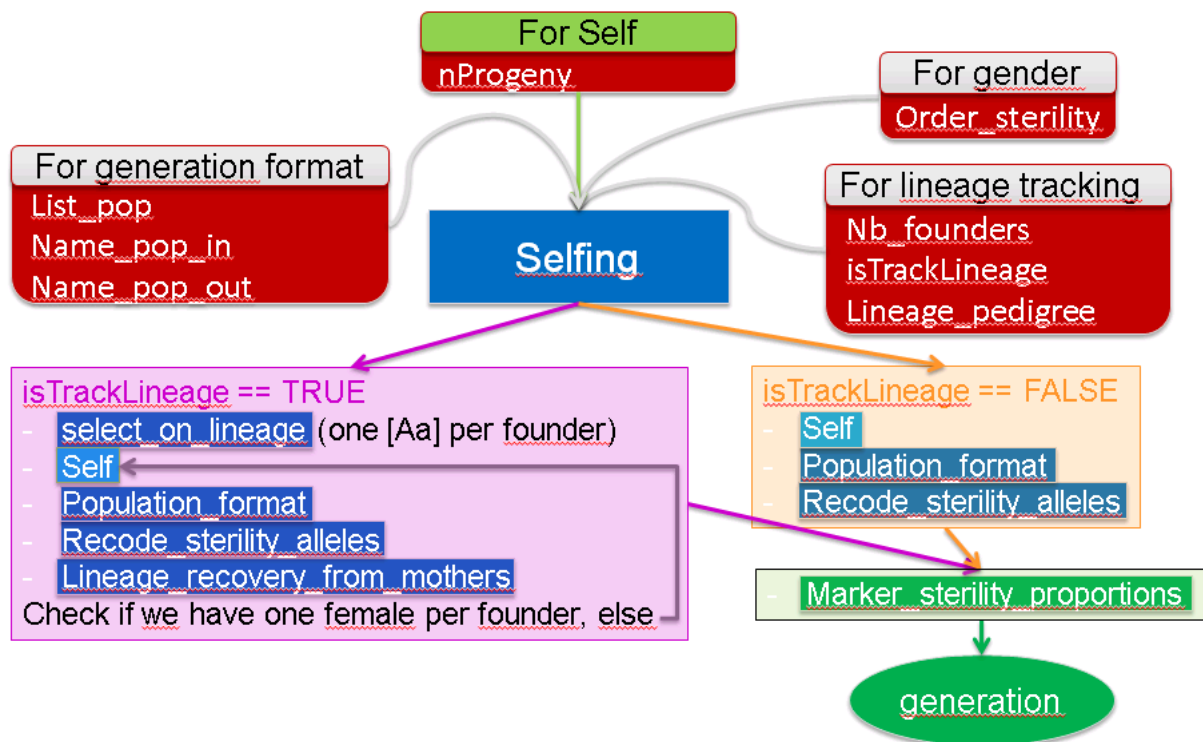 For Self
nProgeny
For gender
Order_sterility
For generation format
List_pop
Name_pop_in
Name_pop_out
For lineage tracking
Nb_founders
isTrackLineage
Lineage_pedigree
Selfing
isTrackLineage == TRUE
- select_on_lineage (one [Aa] per founder)
- Self
- Population_format
- Recode_sterility_alleles
- Lineage_recovery_from_mothers
Check if we have one female per founder, else
isTrackLineage == FALSE
- Self
- Population_format
- Recode_sterility_alleles
- Marker_sterility_proportions
generation